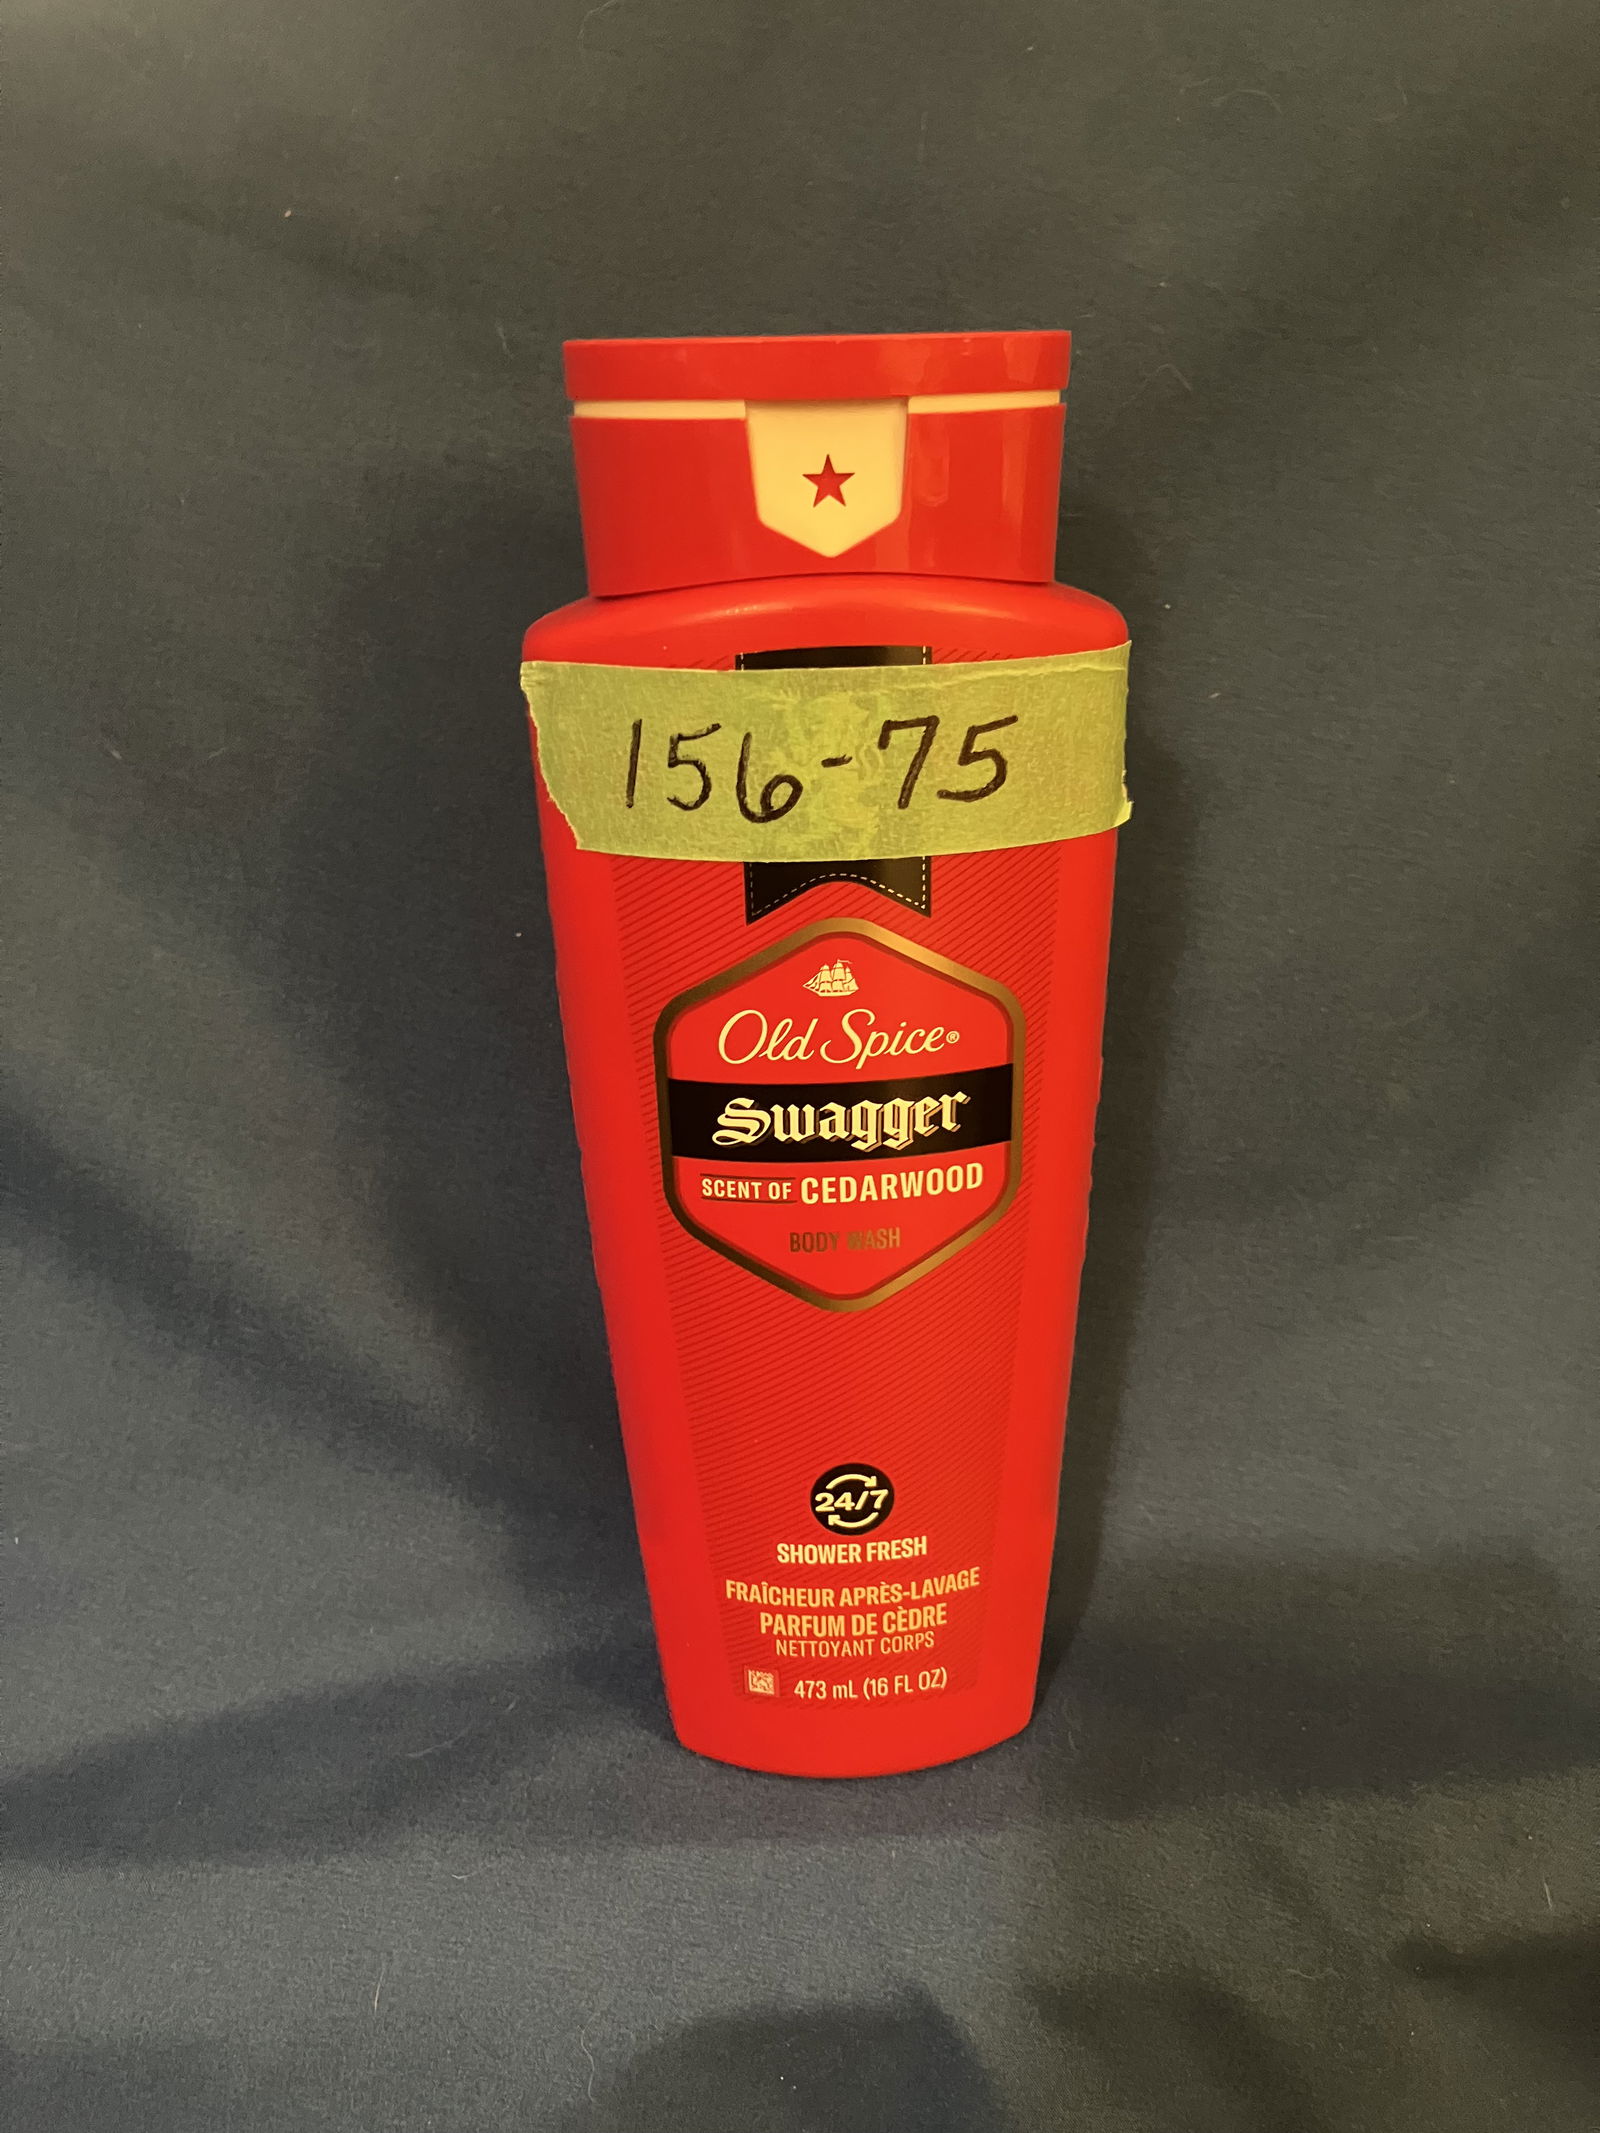 156-75
Old Spice®
Swagger
SCENT OF CEDARWOOD
BODY WASH
24/7
SHOWER FRESH
FRAÎCHEUR APRÈS-LAVAGE
PARFUM DE CÈDRE
NETTOYANT CORPS
473 mL (16 FL OZ)